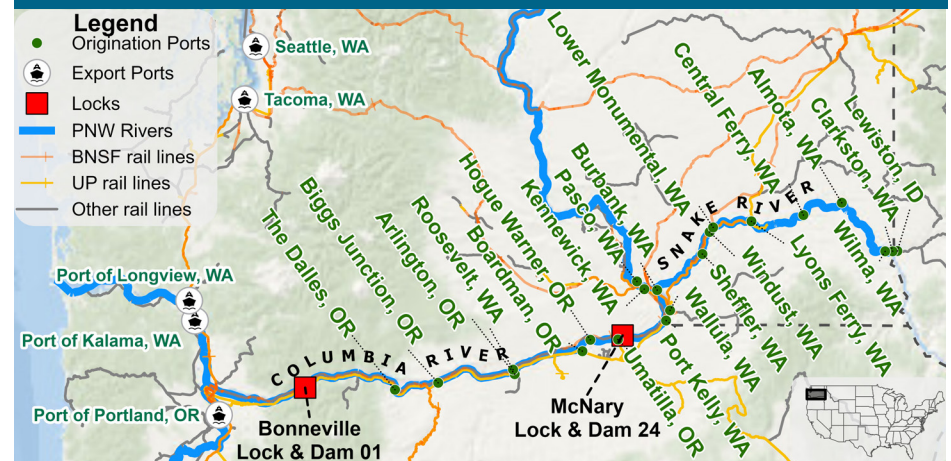 Legend
Origination Ports
Export Ports
Locks
PNW Rivers
BNSF rail lines
UP rail lines
Other rail lines
Seattle, WA
Tacoma, WA
Port of Longview, WA
Port of Kalama, WA
Port of Portland, OR
The Dalles, OR
Biggs Junction, OR
Arlington, OR
Roosevelt, WA
Boardman, OR
Hogue Warner, OR
Kennewick, WA
Pasco, WA
Burbank, WA
Lower Monumental, WA
Central Ferry, WA
Almota, WA
Clarkston, WA
Lewiston, ID
SNAKE RIVER
COLUMBIA RIVER
Wilma, WA
Lyons Ferry, WA
Windust, WA
Sheffler, WA
Wallula, WA
Port Kelly, WA
Umatilla, OR
Bonneville
Lock & Dam 01
McNary
Lock & Dam 24